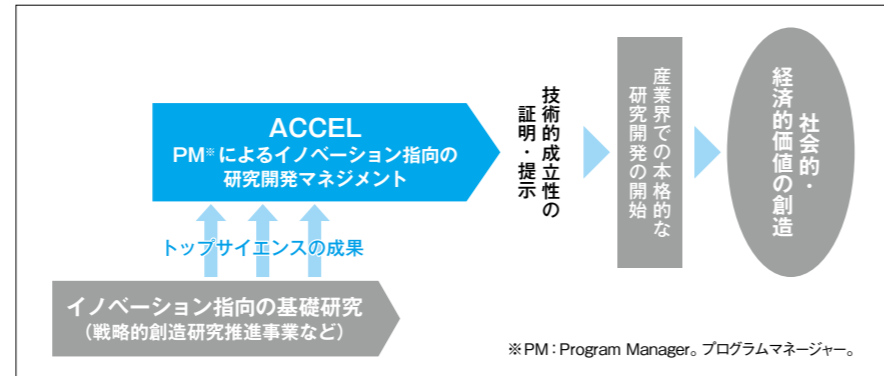 ACCEL
PM※によるイノベーション指向の
研究開発マネジメント
技術的成立性の
証明・提示
産業界での本格的な
研究開発の開始
社会的・
経済的価値の創造
トップサイエンスの成果
イノベーション指向の基礎研究
（戦略的創造研究推進事業など）
※PM：Program Manager。プログラムマネージャー。